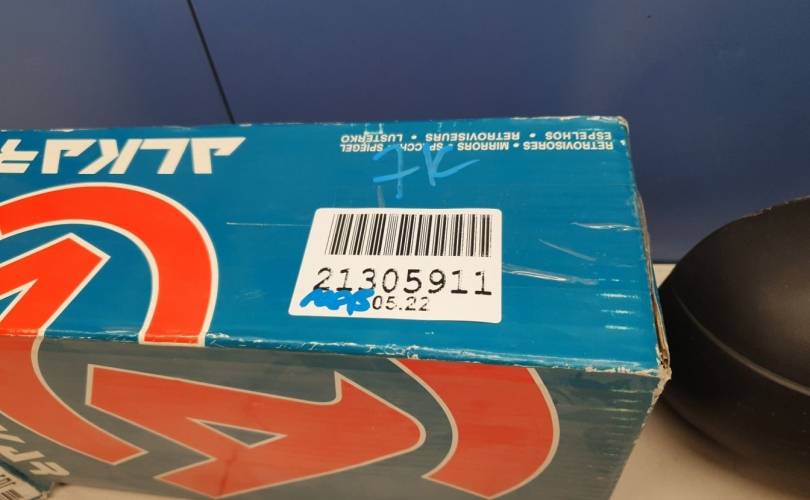 ALKAR
RETROVISORES • MIRRORS • SPECCHI • SPIEGEL
ESPELHOS • RETROVISEURS • LUSTERKO
7K
21305911
05.22